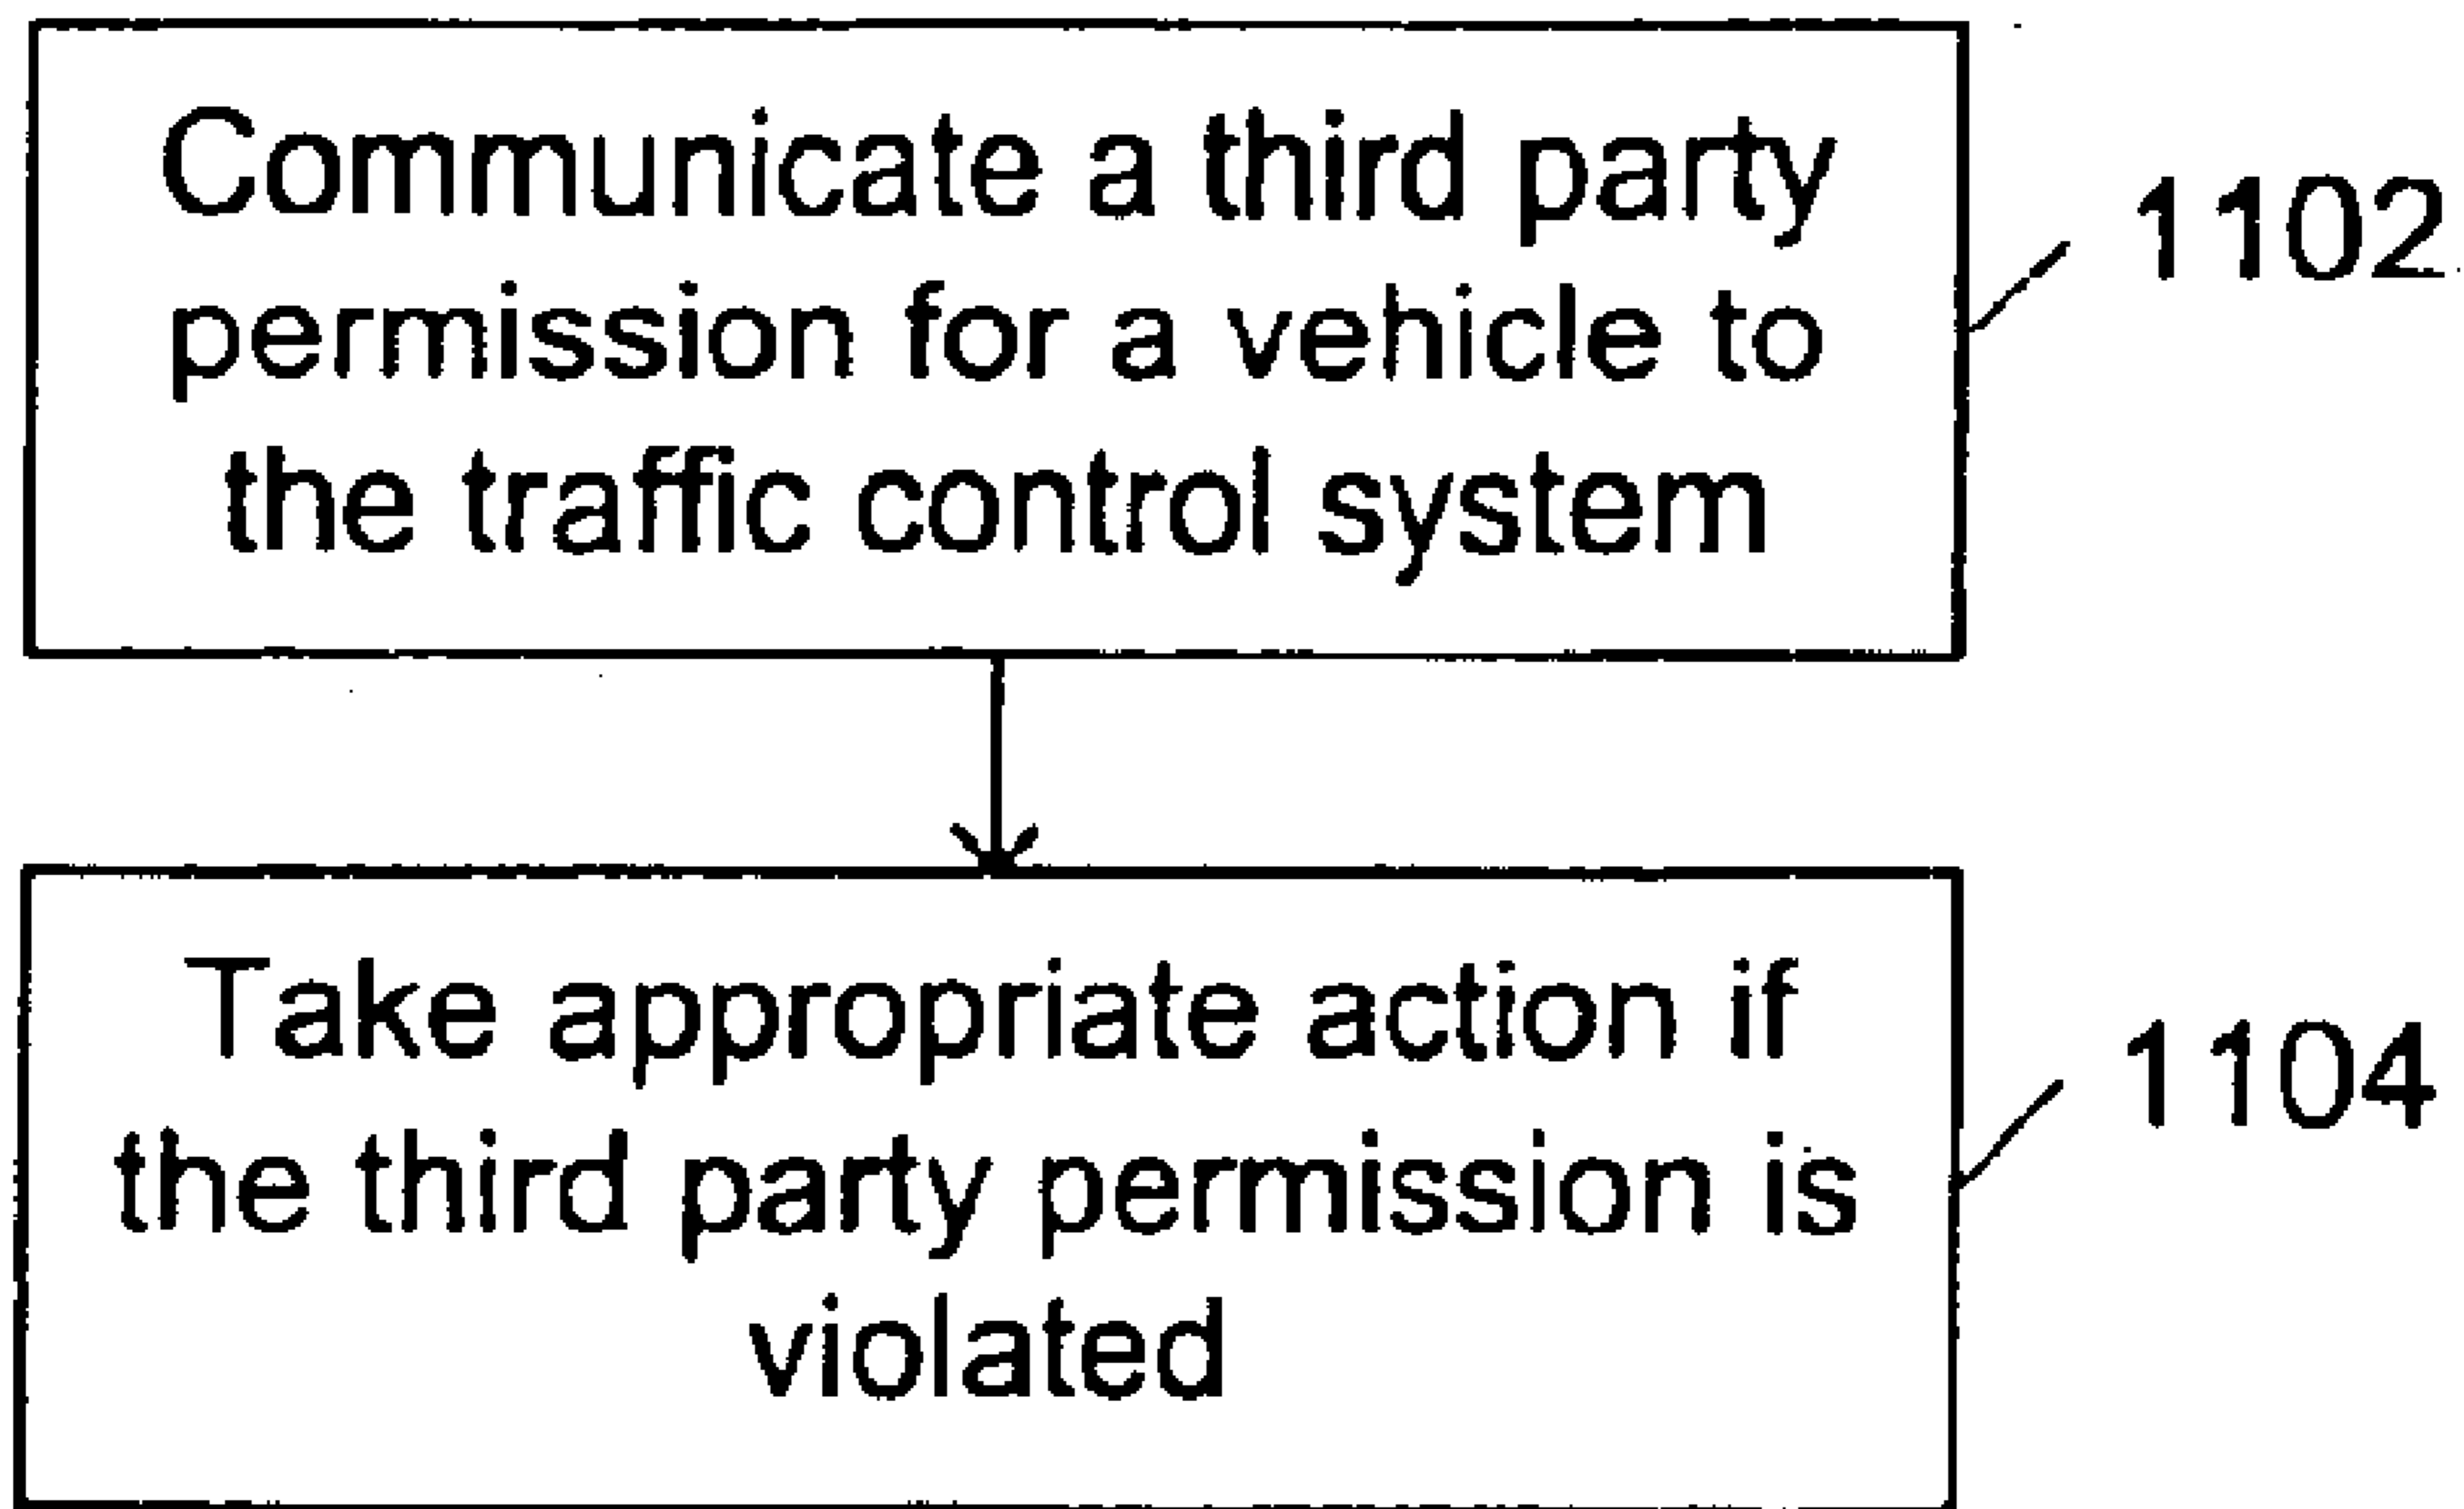 Communicate a third party
permission for a vehicle to
the traffic control system
1102
Take appropriate action if
the third party permission is
violated
1104